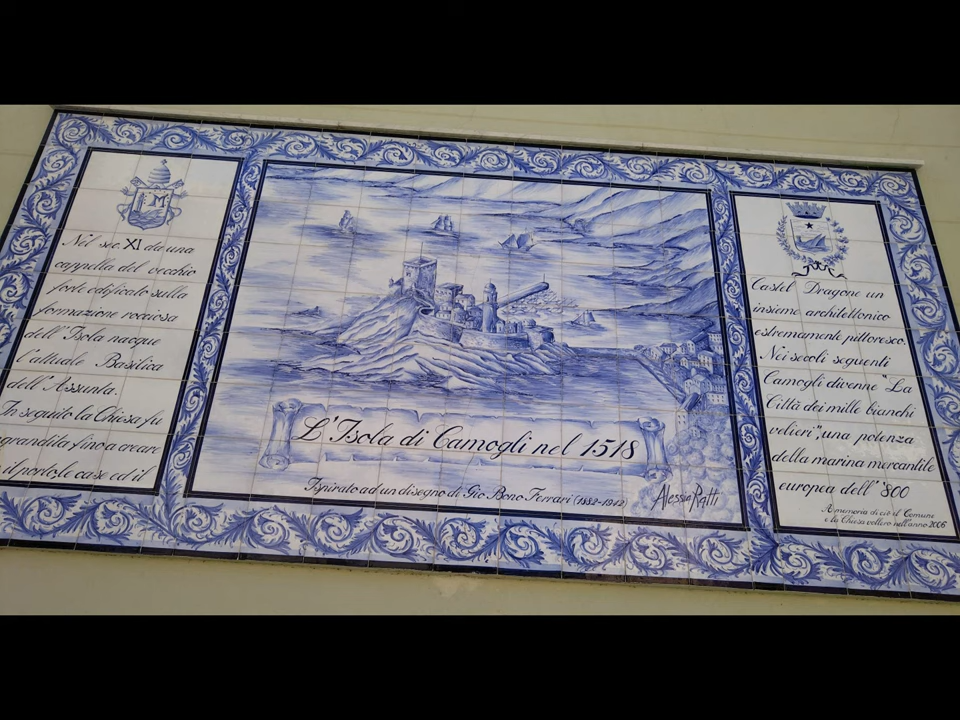 Nel sec. XI da una
cappella del vecchio
forte edificato sulla
formazione rocciosa
dell'Isola nacque
l'attuale Basilica
dell'Assunta.
In seguito la Chiesa fu
grandita fino a creare
il porto, le case ed il
L'Isola di Camogli nel 1518
Ispirato ad un disegno di Gio Bono Ferrari (1882-1942)
Alessia Ratti
Castel Dragone un
insieme architettonico
estremamente pittoresco.
Nei secoli seguenti
Camogli divenne "La
Città dei mille bianchi
velieri", una potenza
della marina mercantile
europea dell'800
A memoria di ciò il Comune
e la Chiesa vollero nell'anno 2006